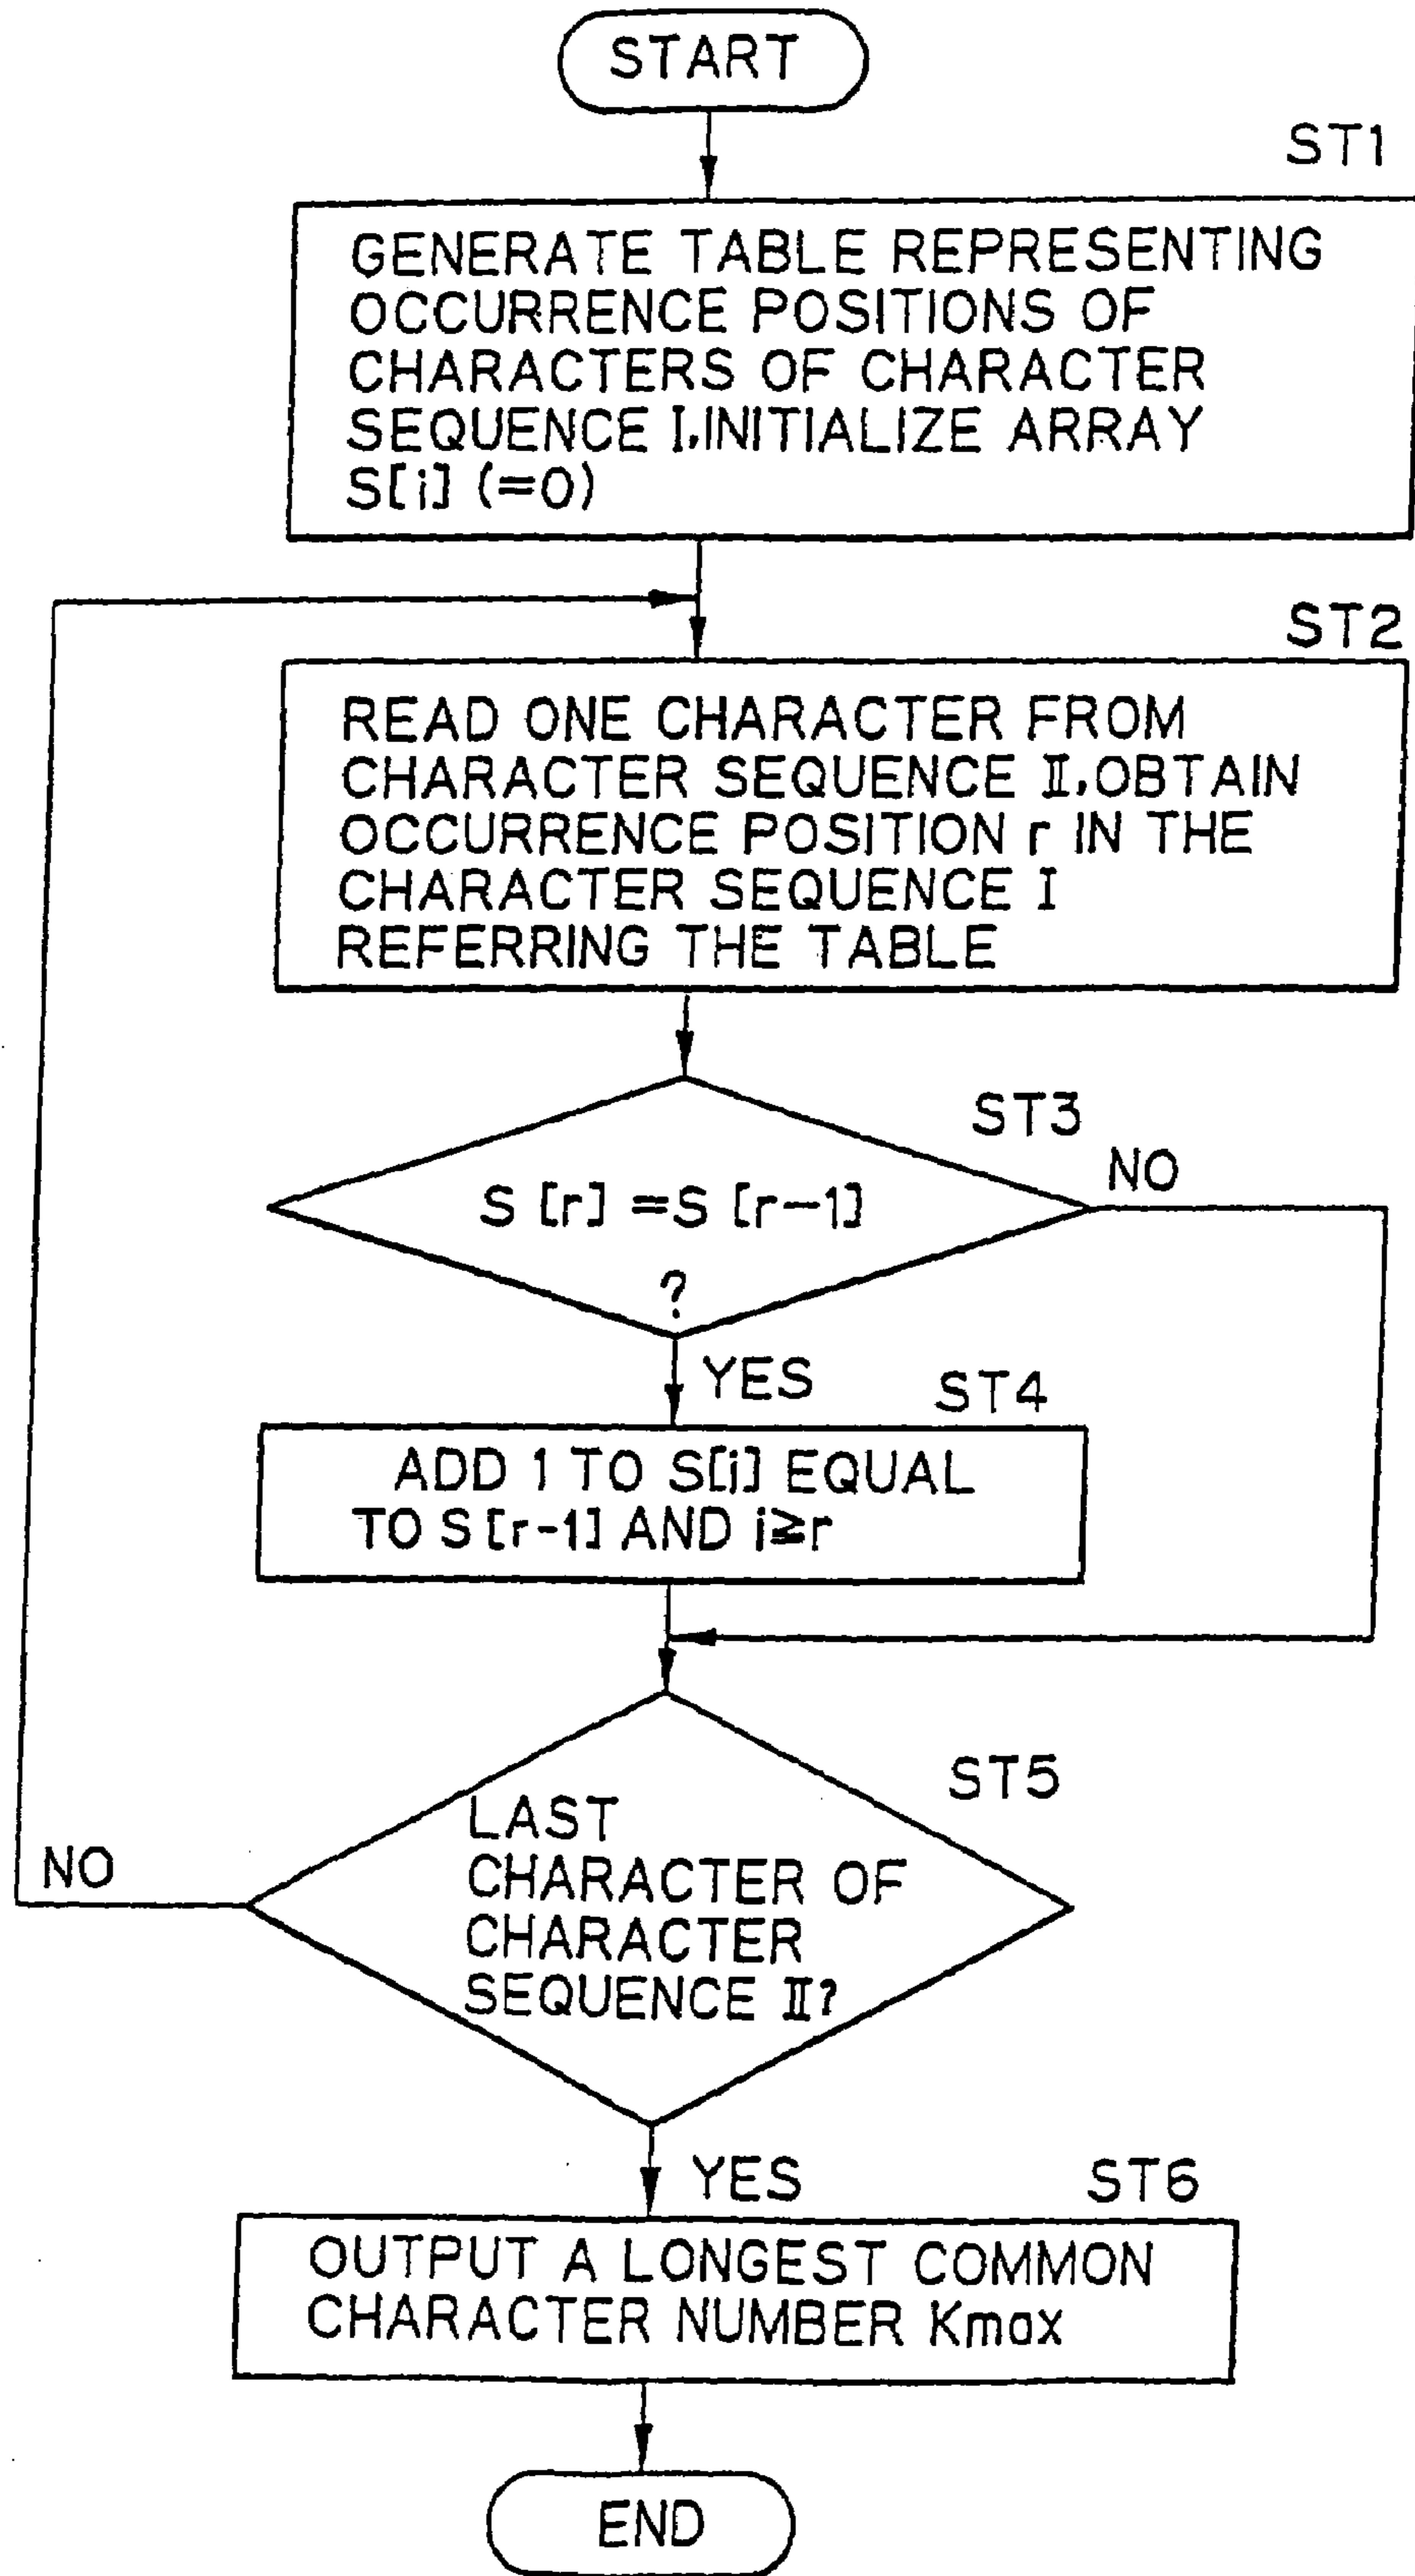 START
ST1
GENERATE TABLE REPRESENTING
OCCURRENCE POSITIONS OF
CHARACTERS OF CHARACTER
SEQUENCE I,INITIALIZE ARRAY
S[i] (=0)
ST2
READ ONE CHARACTER FROM
CHARACTER SEQUENCE II,OBTAIN
OCCURRENCE POSITION r IN THE
CHARACTER SEQUENCE I
REFERRING THE TABLE
ST3
NO
S [r] =S [r-1]
?
YES
ST4
ADD 1 TO S[i] EQUAL
TO S[r-1] AND i≧r
ST5
NO
LAST
CHARACTER OF
CHARACTER
SEQUENCE II?
YES
ST6
OUTPUT A LONGEST COMMON
CHARACTER NUMBER Kmax
END